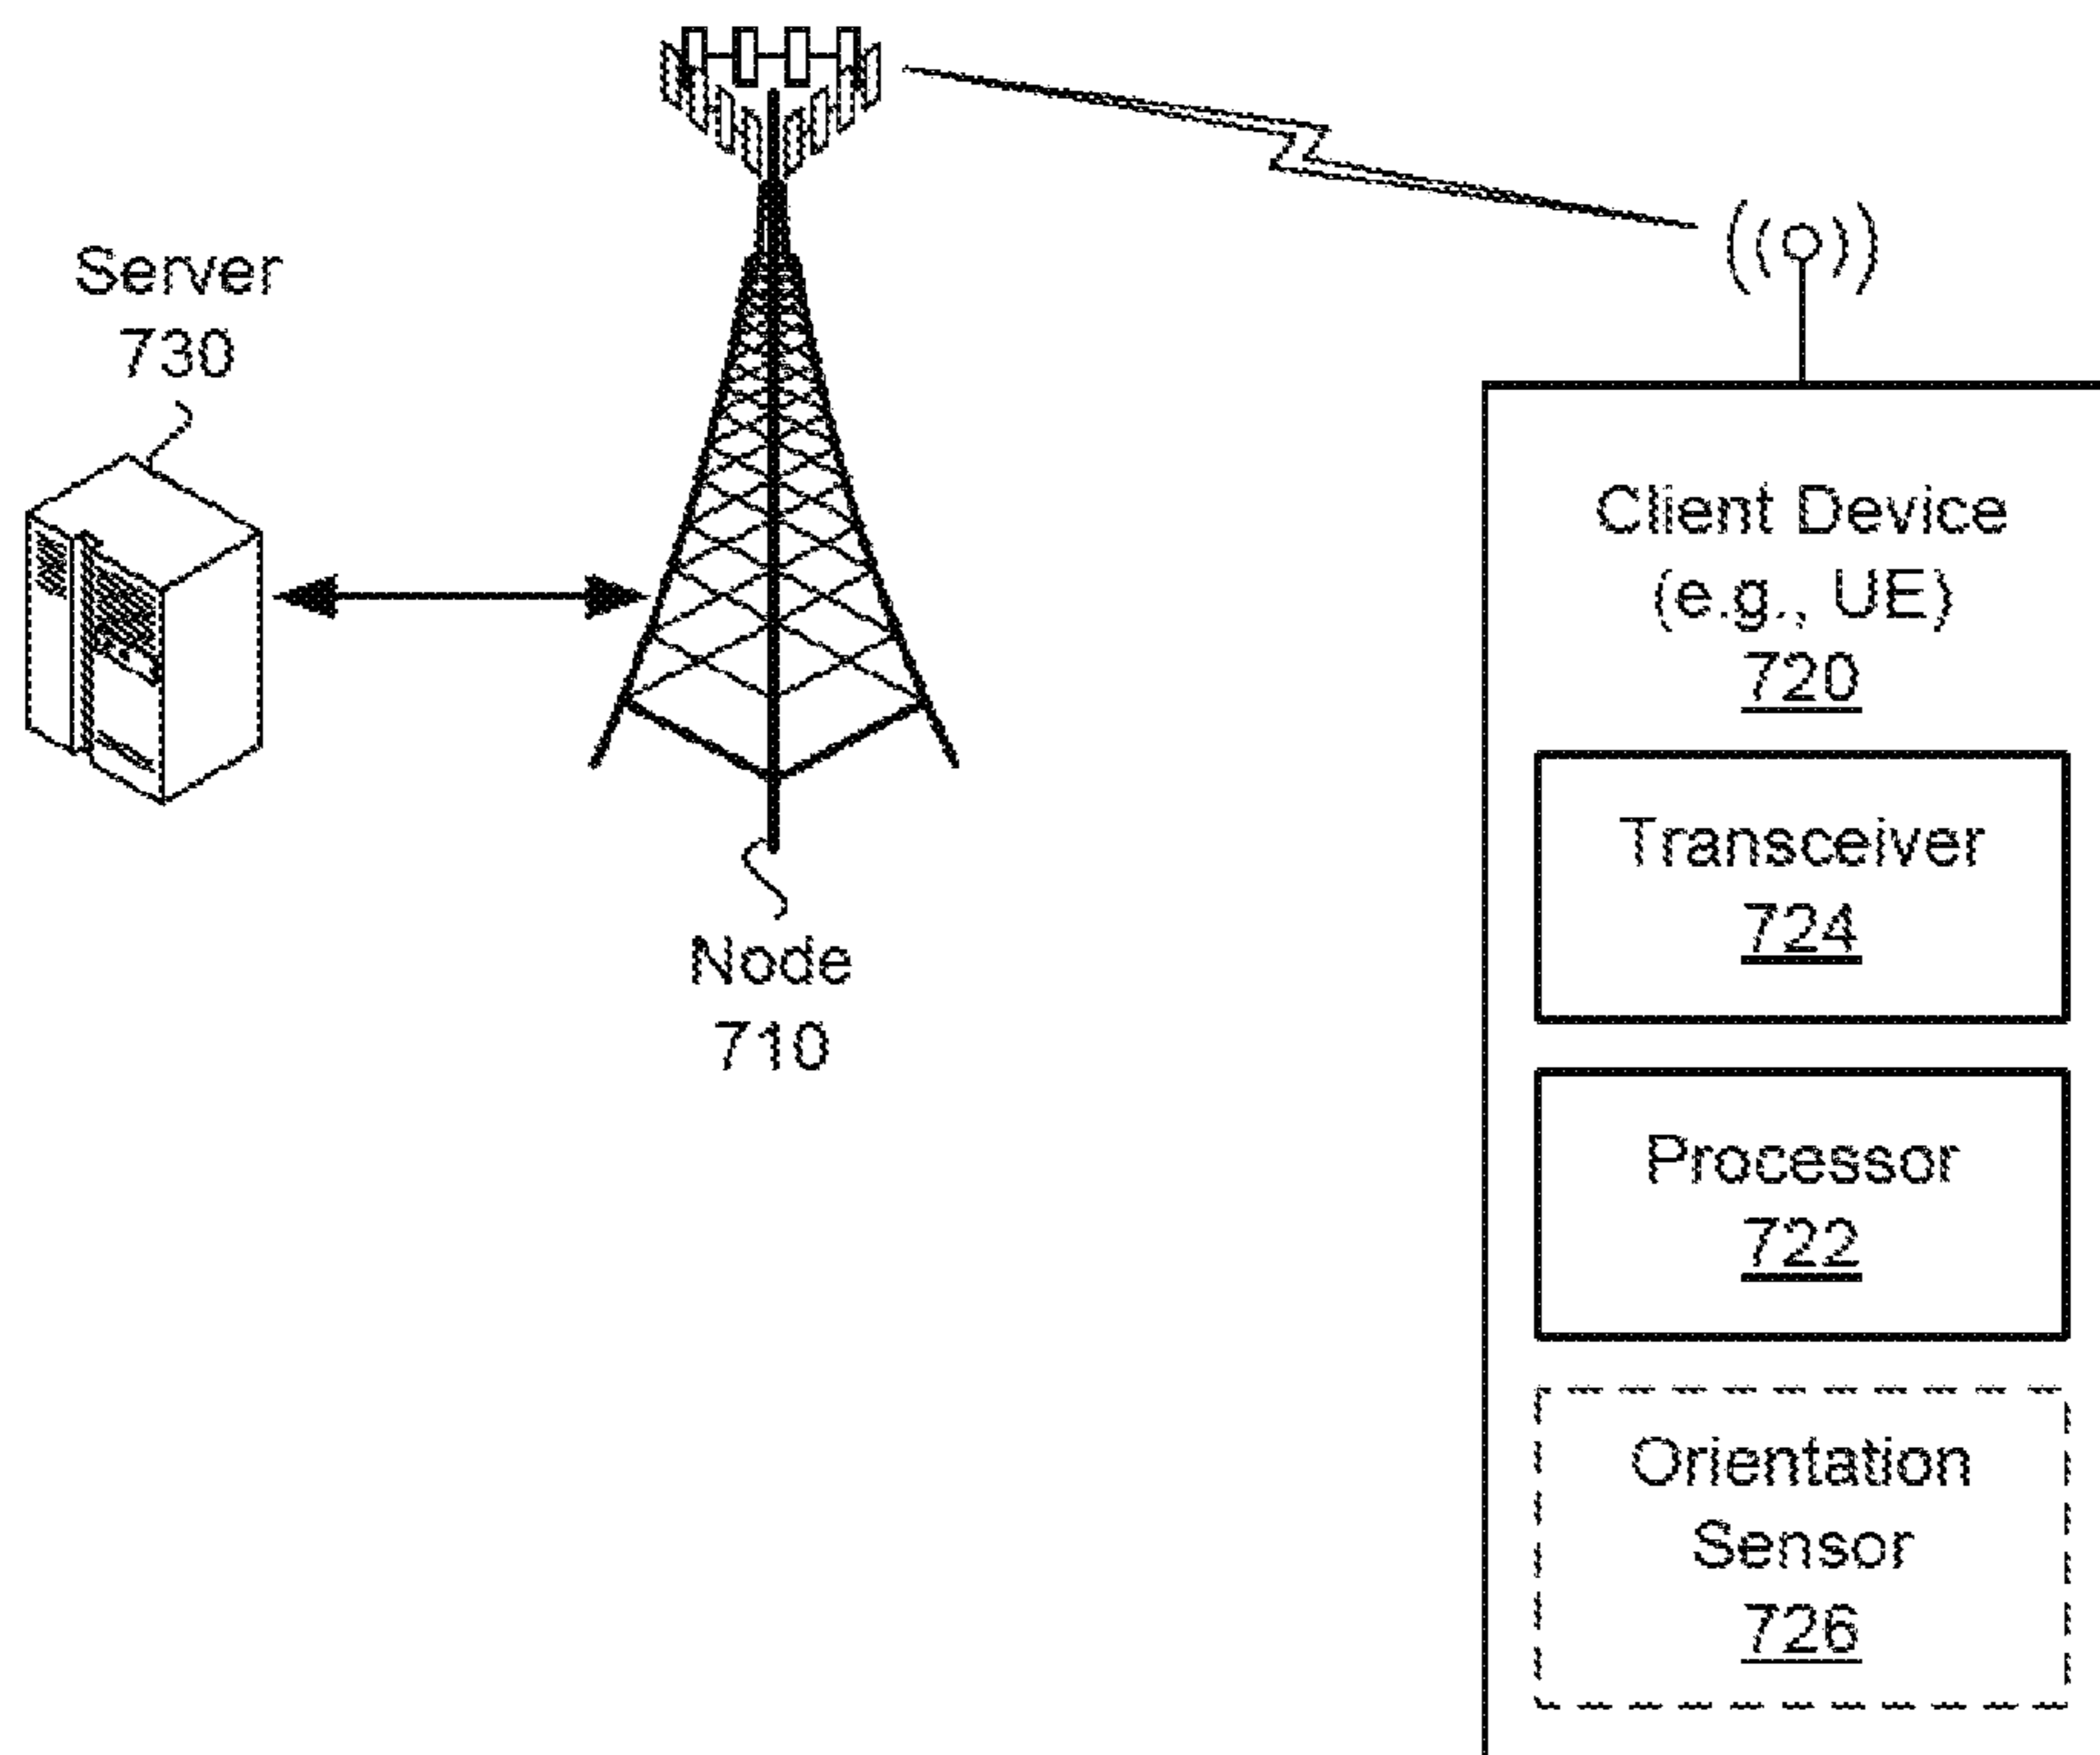 Server
730
Node
710
Client Device
(e.g., UE)
720
Transceiver
724
Processor
722
Orientation
Sensor
726